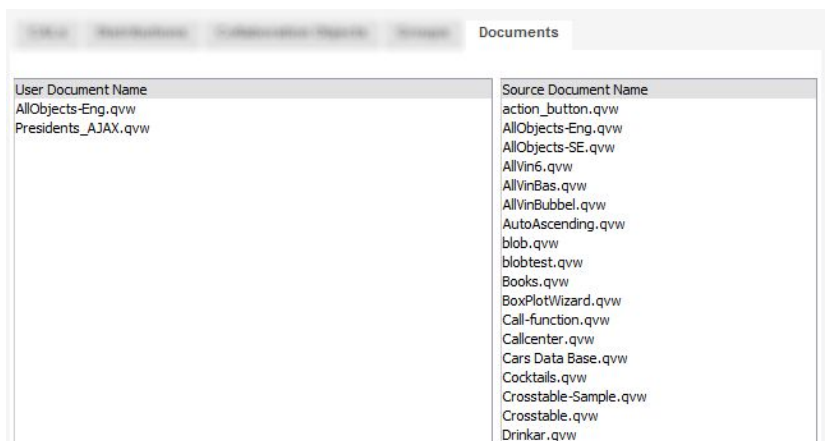 Documents
User Document Name
AllObjects-Eng.qvw
Presidents_AJAX.qvw
Source Document Name
action_button.qvw
AllObjects-Eng.qvw
AllObjects-SE.qvw
AllVin6.qvw
AllVinBas.qvw
AllVinBubbel.qvw
AutoAscending.qvw
blob.qvw
blobtest.qvw
Books.qvw
BoxPlotWizard.qvw
Call-function.qvw
Callcenter.qvw
Cars Data Base.qvw
Cocktails.qvw
Crosstable-Sample.qvw
Crosstable.qvw
Drinkar.qvw